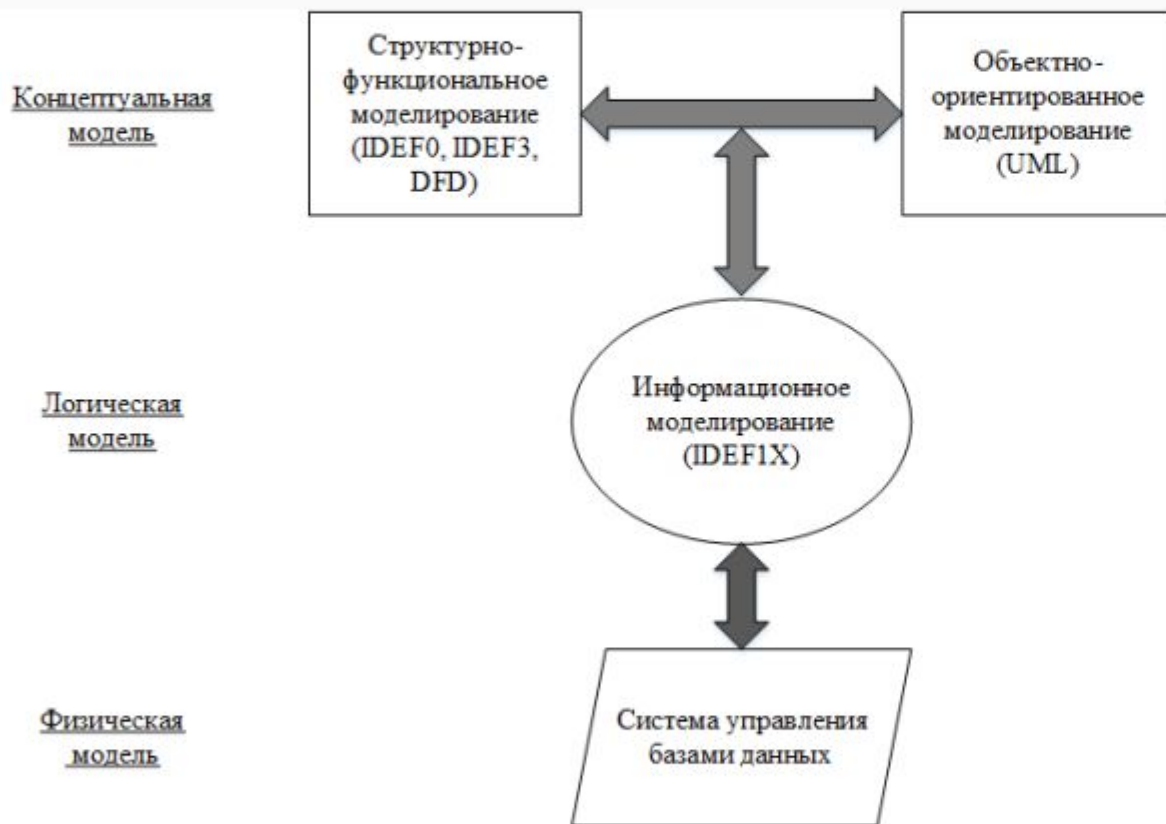 Концептуальная
модель
Структурно-
функциональное
моделирование
(IDEF0, IDEF3,
DFD)
Объектно-
ориентированное
моделирование
(UML)
Логическая
модель
Информационное
моделирование
(IDEF1X)
Физическая
модель
Система управления
базами данных